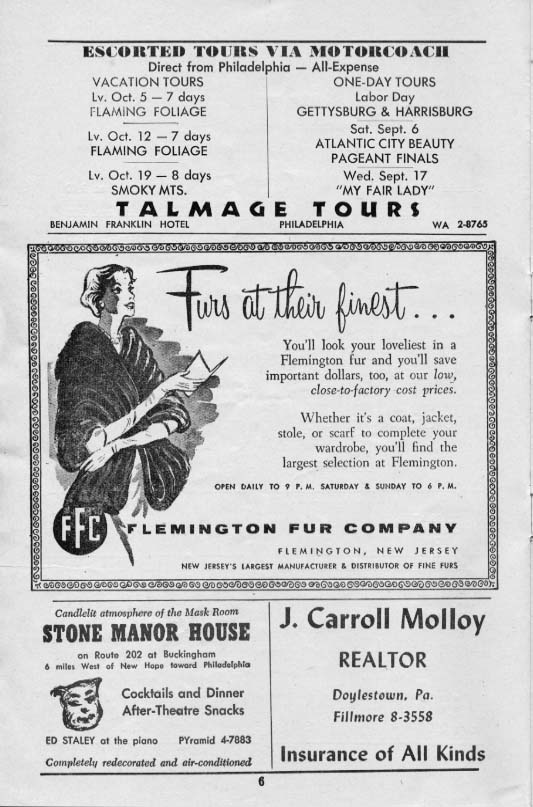 ESCORTED TOURS VIA MOTORCOACH
Direct from Philadelphia — All-Expense
VACATION TOURS
Lv. Oct. 5 — 7 days
FLAMING FOLIAGE
Lv. Oct. 12 — 7 days
FLAMING FOLIAGE
Lv. Oct. 19 — 8 days
SMOKY MTS.
ONE-DAY TOURS
Labor Day
GETTYSBURG & HARRISBURG
Sat. Sept. 6
ATLANTIC CITY BEAUTY
PAGEANT FINALS
Wed. Sept. 17
"MY FAIR LADY"
TALMAGE TOURS
BENJAMIN FRANKLIN HOTEL PHILADELPHIA WA 2-8765
Furs at their finest . . .
You'll look your loveliest in a
Flemington fur and you'll save
important dollars, too, at our low,
close-to-factory cost prices.
Whether it's a coat, jacket,
stole, or scarf to complete your
wardrobe, you'll find the
largest selection at Flemington.
OPEN DAILY TO 9 P. M. SATURDAY & SUNDAY TO 6 P. M.
FFC
FLEMINGTON FUR COMPANY
FLEMINGTON, NEW JERSEY
NEW JERSEY'S LARGEST MANUFACTURER & DISTRIBUTOR OF FINE FURS
Candlelit atmosphere of the Mask Room
STONE MANOR HOUSE
on Route 202 at Buckingham
6 miles West of New Hope toward Philadelphia
Cocktails and Dinner
After-Theatre Snacks
ED STALEY at the piano PYramid 4-7883
Completely redecorated and air-conditioned
J. Carroll Molloy
REALTOR
Doylestown, Pa.
Fillmore 8-3558
Insurance of All Kinds
6